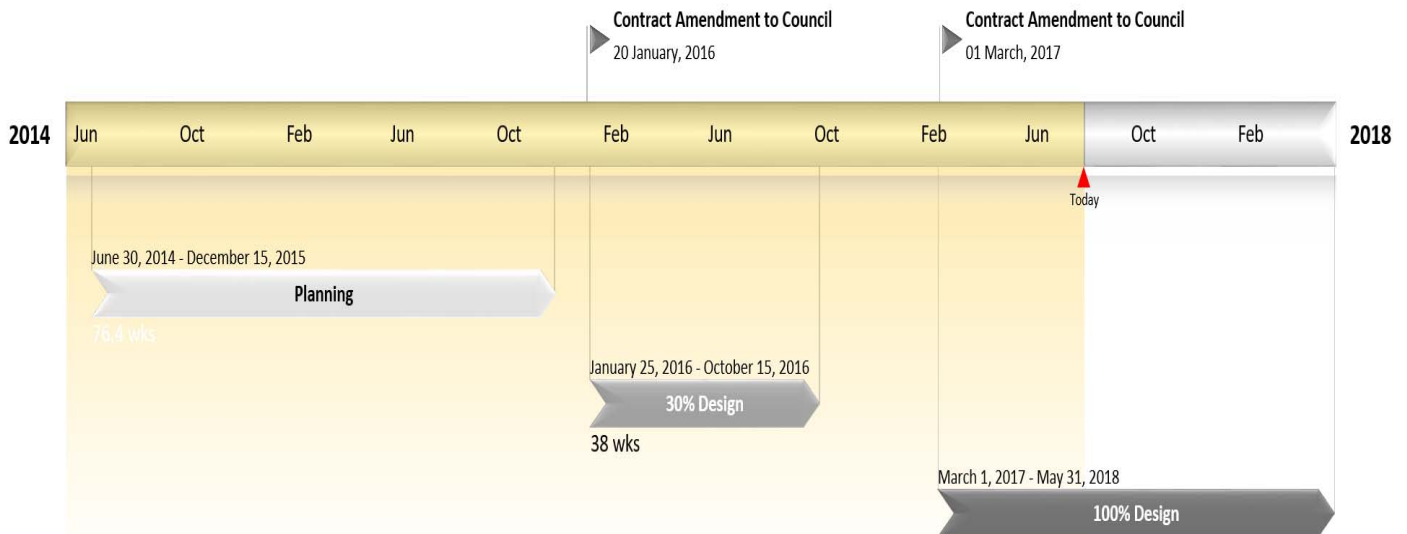 Contract Amendment to Council
20 January, 2016
Contract Amendment to Council
01 March, 2017
2014 Jun Oct Feb Jun Oct Feb Jun Oct Feb Jun Oct Feb 2018
Today
June 30, 2014 - December 15, 2015
Planning
76.4 wks
January 25, 2016 - October 15, 2016
30% Design
38 wks
March 1, 2017 - May 31, 2018
100% Design